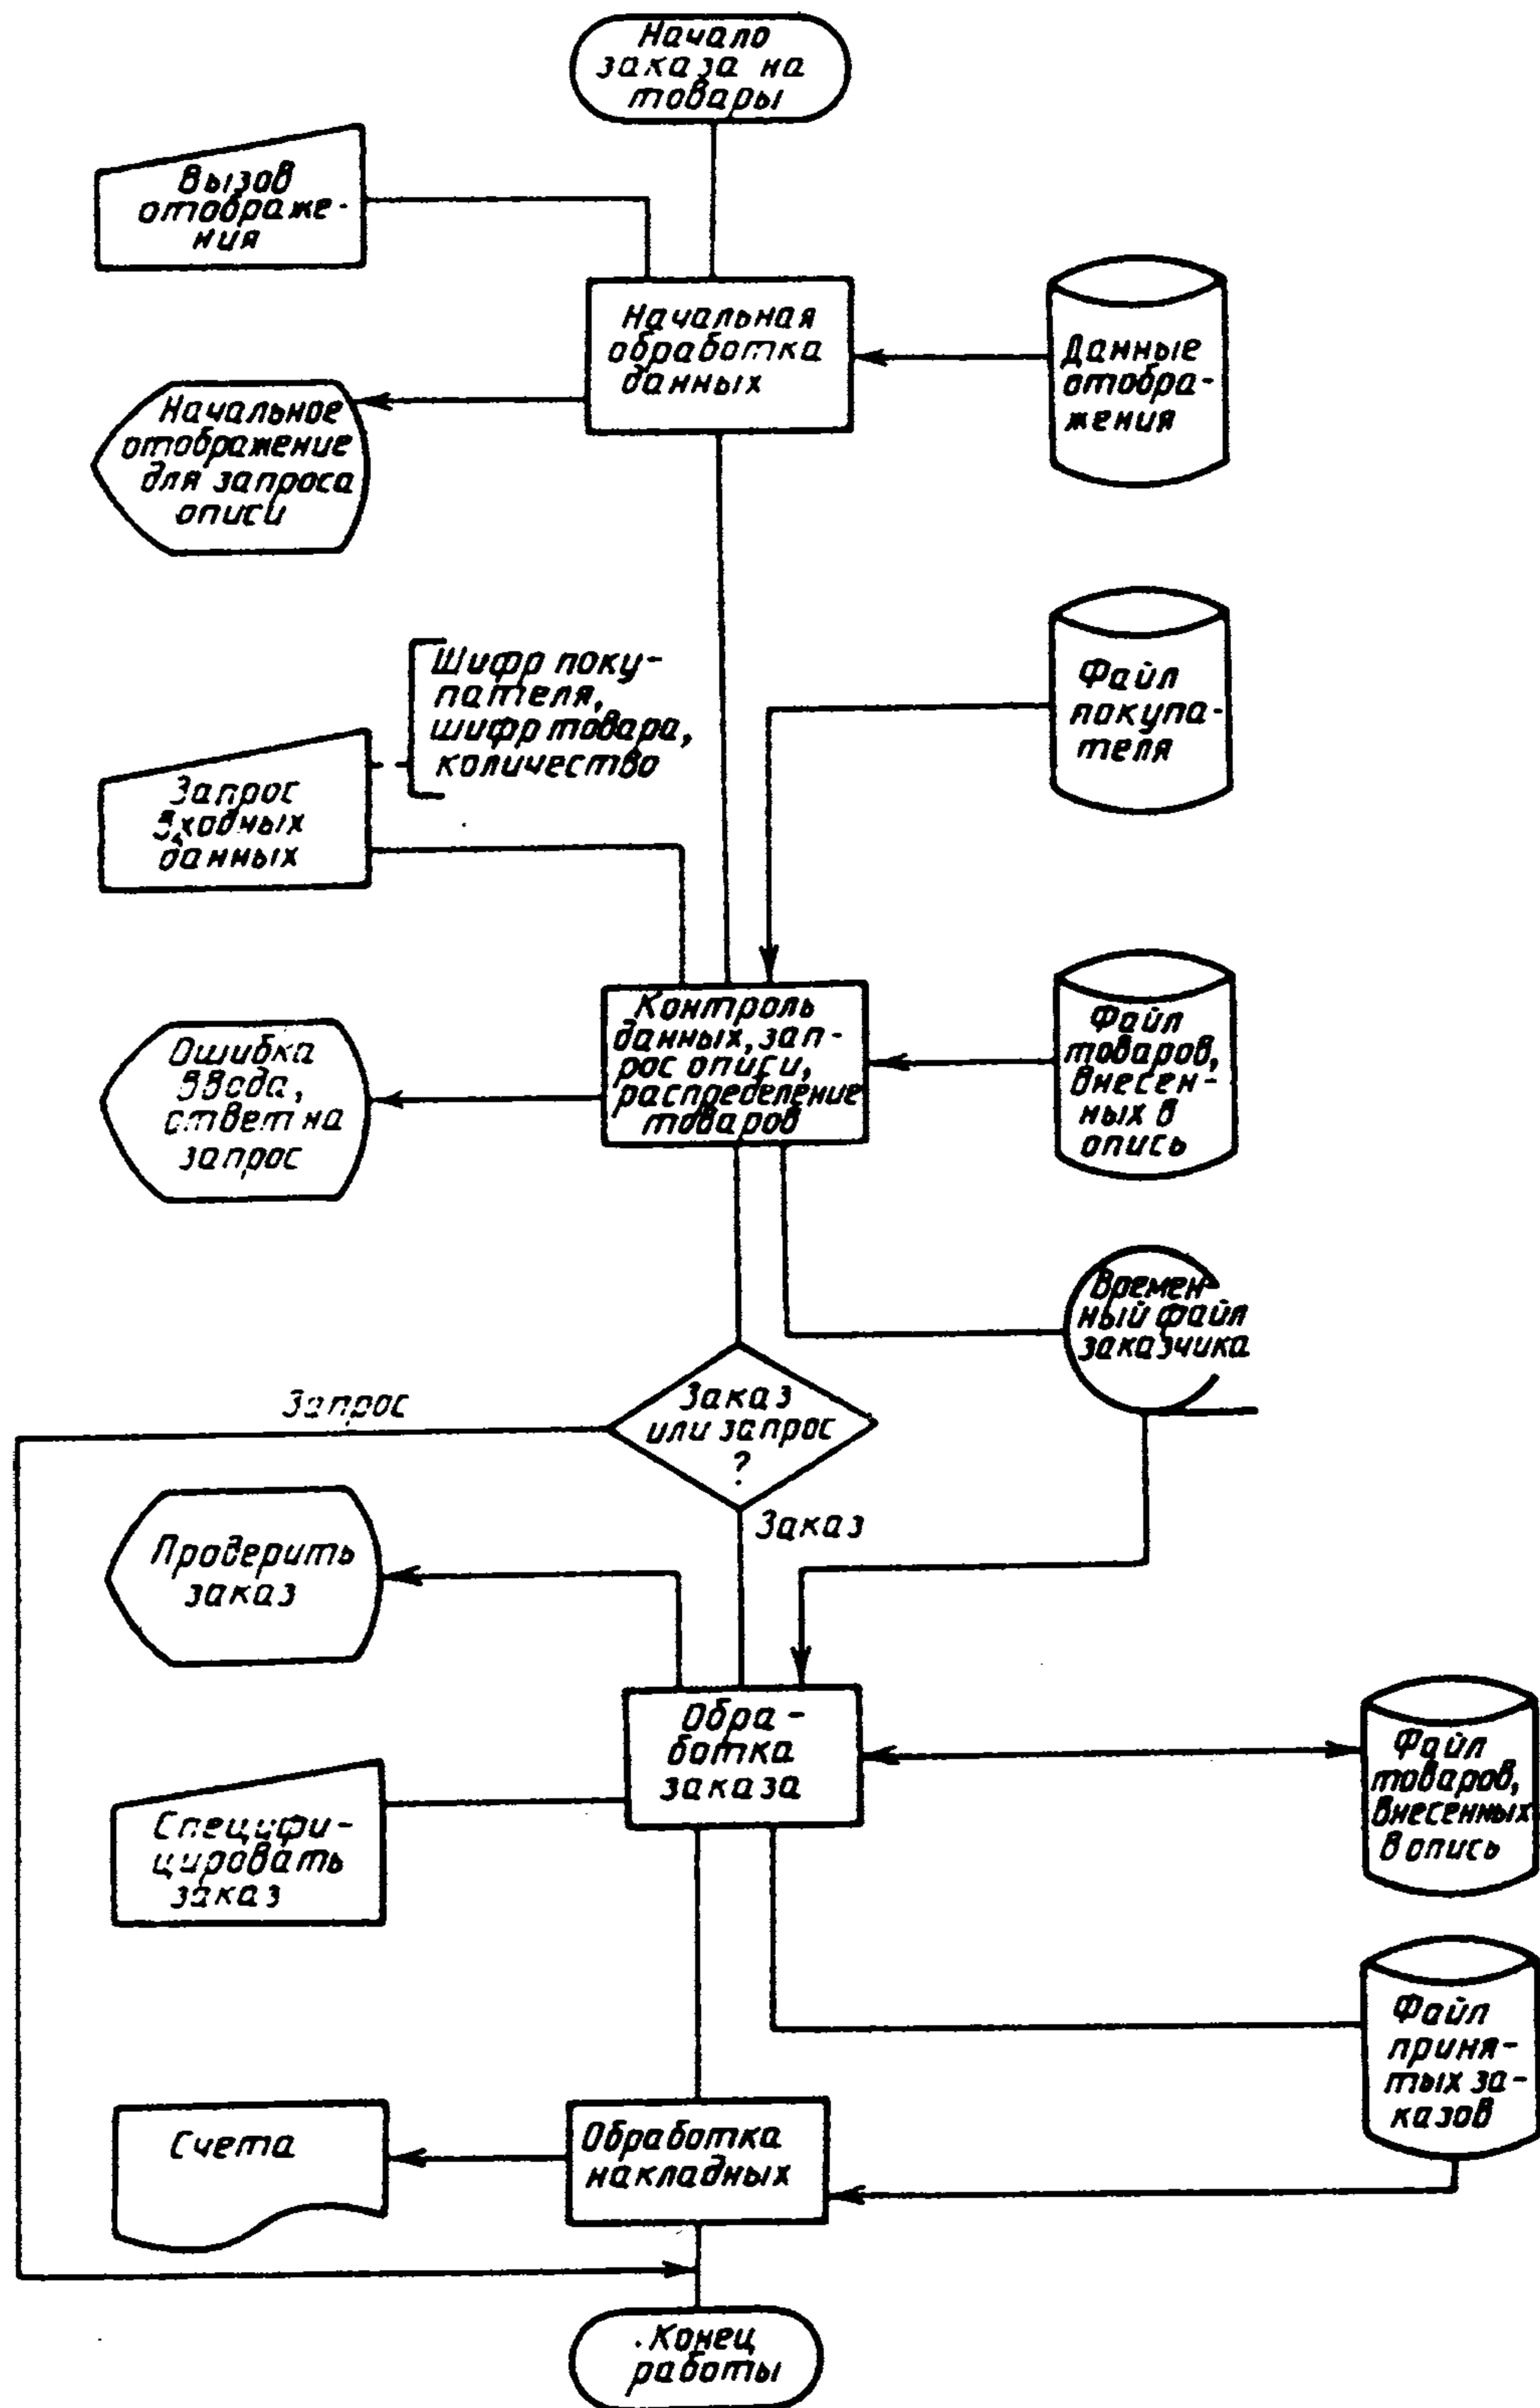 Начало
заказа на
товары
Вызов
отображе-
ния
Начальная
обработка
данных
Данные
отобра-
жения
Начальное
отображение
для запроса
описи
Шифр поку-
пателя,
шифр товара,
количество
Файл
покупа-
теля
Запрос
входных
данных
Контроль
данных, зап-
рос описи,
распределение
товаров
Файл
товаров,
внесен-
ных в
опись
Ошибка
ввода,
ответ на
запрос
Времен-
ный файл
заказчика
Заказ
или запрос
?
Запрос
Заказ
Проверить
заказ
Обра-
ботка
заказа
Файл
товаров,
внесенных
в опись
Специфи-
цировать
заказ
Файл
приня-
тых за-
казов
Счета
Обработка
накладных
Конец
работы